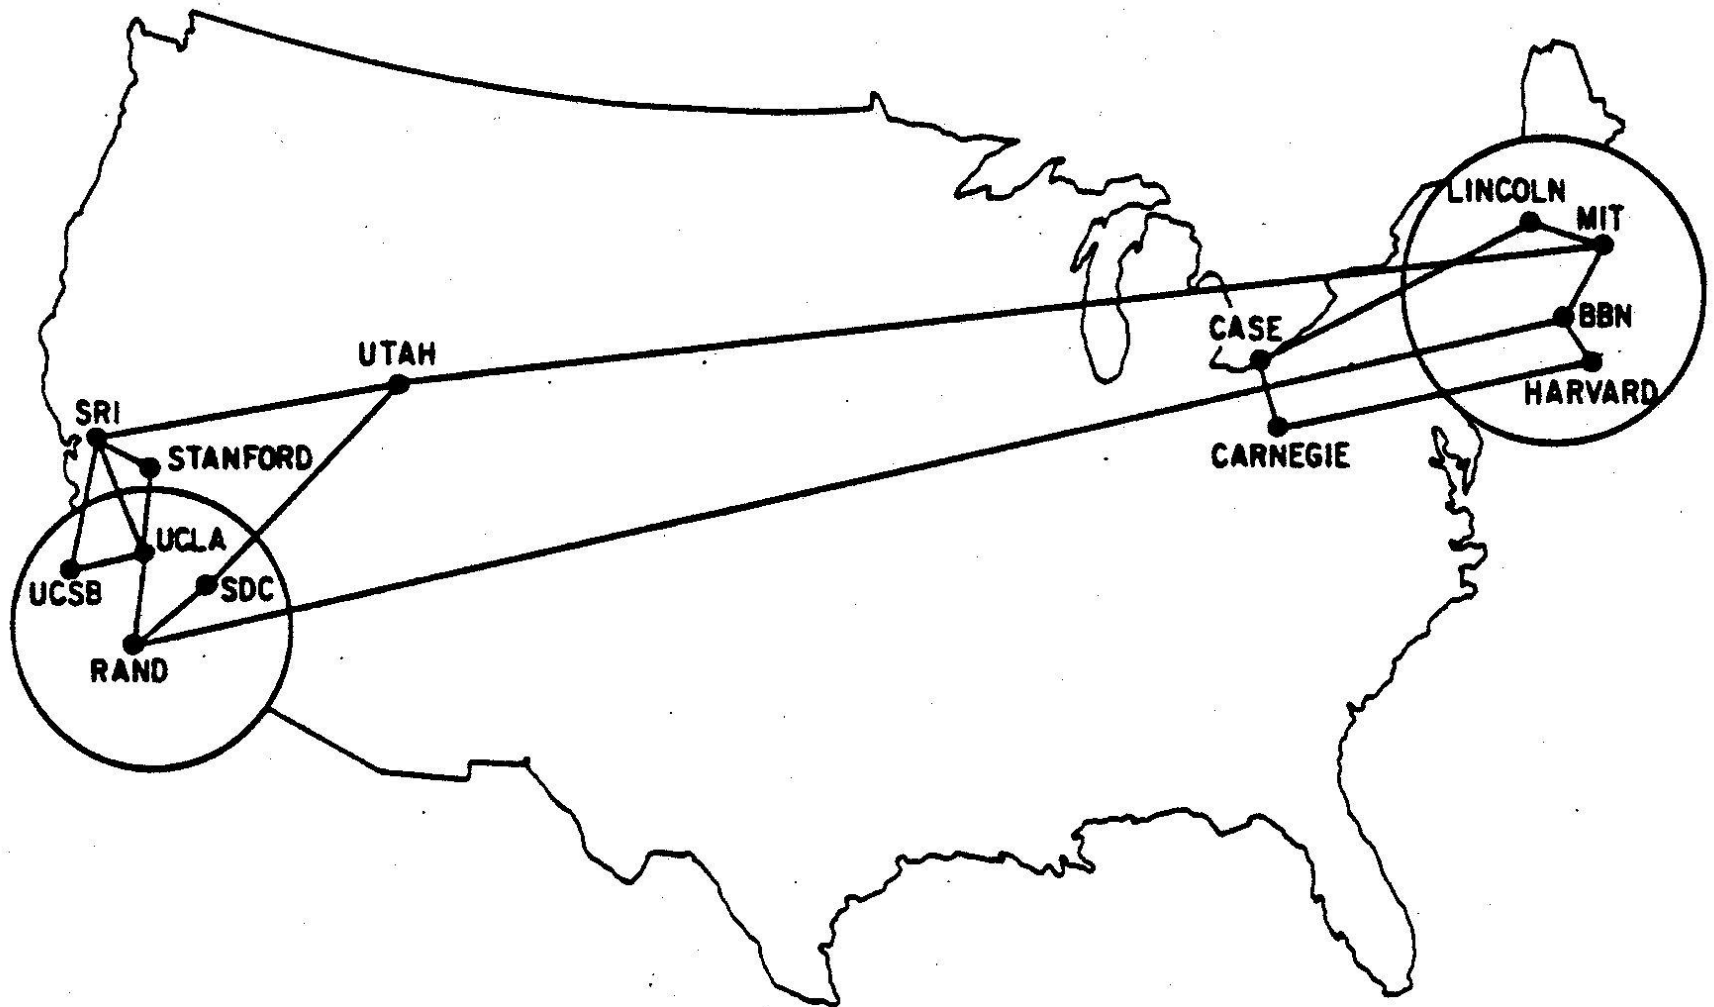 LINCOLN
MIT
BBN
HARVARD
CASE
CARNEGIE
UTAH
SRI
STANFORD
UCLA
UCSB
SDC
RAND